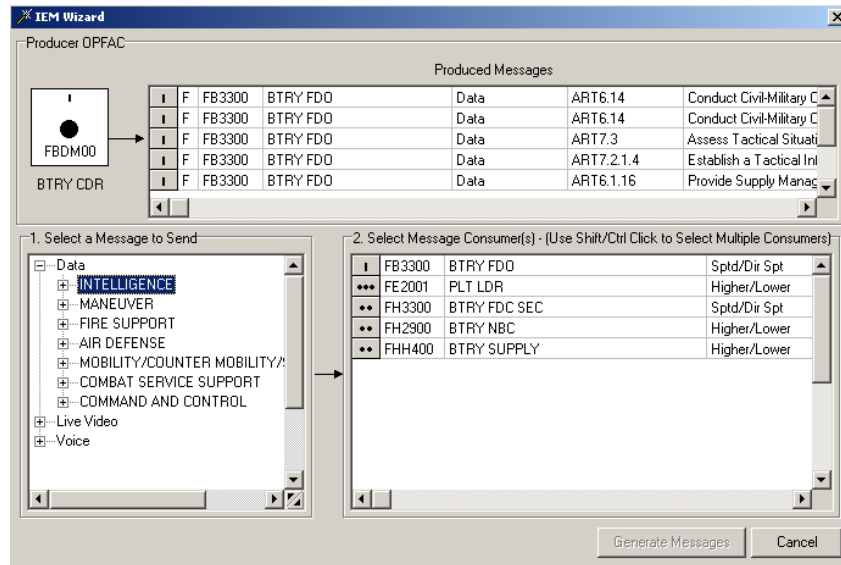 IEM Wizard
Producer OPFAC
Produced Messages
FBDM00
BTRY CDR
I F FB3300 BTRY FDO Data ART6.14 Conduct Civil-Military C
I F FB3300 BTRY FDO Data ART6.14 Conduct Civil-Military C
I F FB3300 BTRY FDO Data ART7.3 Assess Tactical Situati
I F FB3300 BTRY FDO Data ART7.2.1.4 Establish a Tactical Inf
I F FB3300 BTRY FDO Data ART6.1.16 Provide Supply Manag
1. Select a Message to Send
Data
INTELLIGENCE
MANEUVER
FIRE SUPPORT
AIR DEFENSE
MOBILITY/COUNTER MOBILITY/S
COMBAT SERVICE SUPPORT
COMMAND AND CONTROL
Live Video
Voice
2. Select Message Consumer(s) - (Use Shift/Ctrl Click to Select Multiple Consumers)
I FB3300 BTRY FDO Sptd/Dir Spt
••• FE2001 PLT LDR Higher/Lower
•• FH3300 BTRY FDC SEC Sptd/Dir Spt
•• FH2900 BTRY NBC Higher/Lower
•• FHH400 BTRY SUPPLY Higher/Lower
Generate Messages Cancel